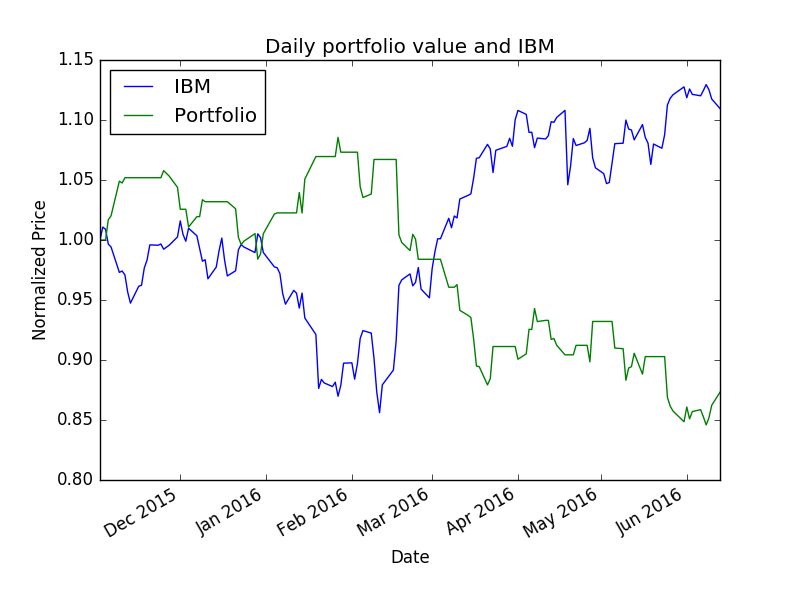 Daily portfolio value and IBM
IBM
Portfolio
Normalized Price
1.15
1.10
1.05
1.00
0.95
0.90
0.85
0.80
Dec 2015
Jan 2016
Feb 2016
Mar 2016
Apr 2016
May 2016
Jun 2016
Date